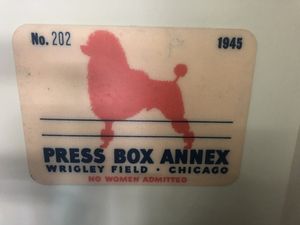 No. 202 1945
PRESS BOX ANNEX
WRIGLEY FIELD · CHICAGO
NO WOMEN ADMITTED